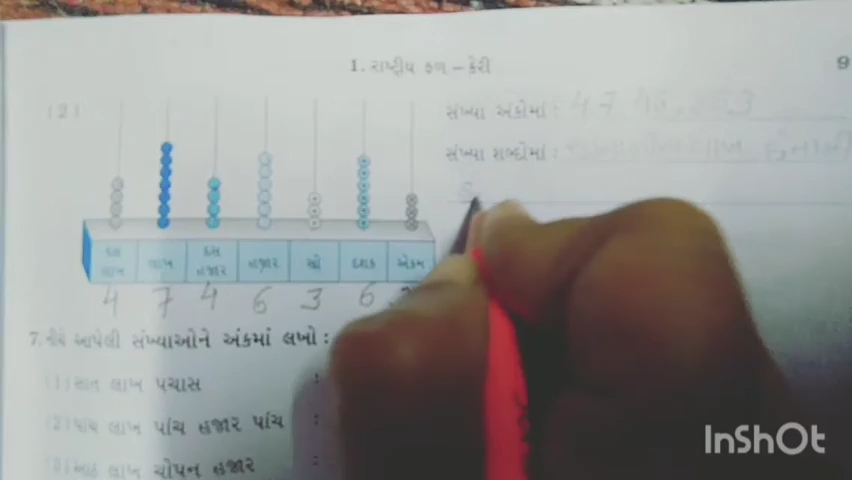 1. રાષ્ટ્રીય ફળ – કેરી
9
(2)
સંખ્યા અંકોમાં :
સંખ્યા શબ્દોમાં :
દસ લાખ લાખ દસ હજાર હજાર સો દશક એકમ
4 7 4 6 3 6
7. નીચે આપેલી સંખ્યાઓને અંકમાં લખો :
(1) સાત લાખ પચાસ :
(2) પાંચ લાખ પાંચ હજાર પાંચ :
(3) આઠ લાખ ચોપન હજાર :
InShOt